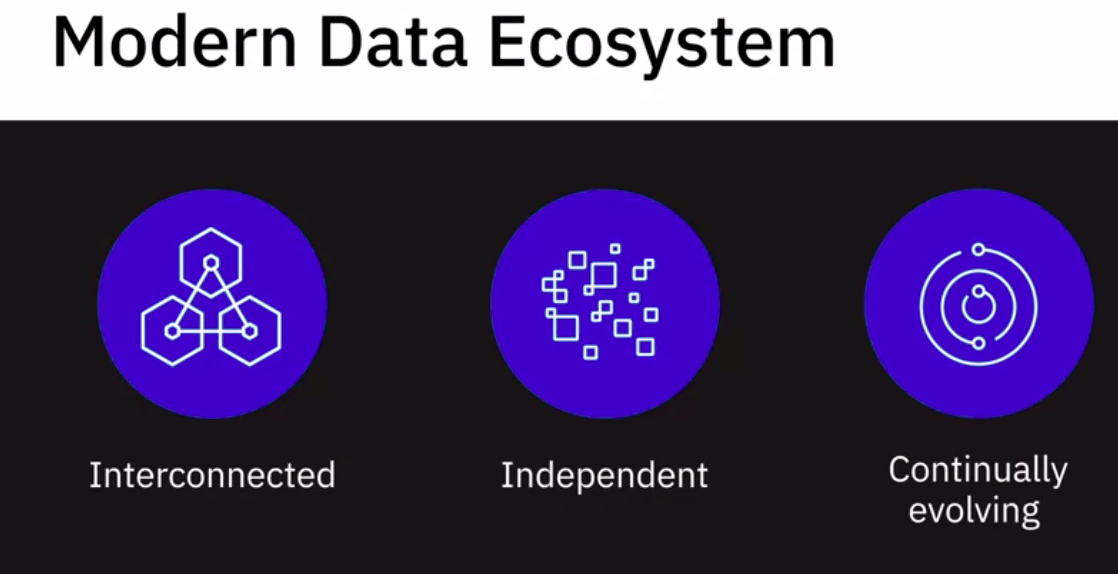 Modern Data Ecosystem
Interconnected
Independent
Continually
evolving